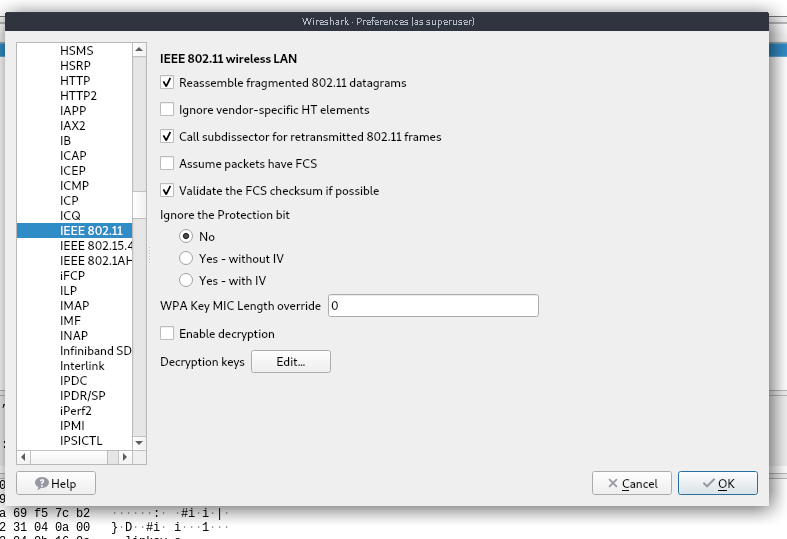 Wireshark · Preferences (as superuser)
HSMS
HSRP
HTTP
HTTP2
IAPP
IAX2
IB
ICAP
ICEP
ICMP
ICP
ICQ
IEEE 802.11
IEEE 802.15.4
IEEE 802.1AH
iFCP
ILP
IMAP
IMF
INAP
Infiniband SD
Interlink
IPDC
IPDR/SP
iPerf2
IPMI
IPSICTL
IEEE 802.11 wireless LAN
Reassemble fragmented 802.11 datagrams
Ignore vendor-specific HT elements
Call subdissector for retransmitted 802.11 frames
Assume packets have FCS
Validate the FCS checksum if possible
Ignore the Protection bit
No
Yes - without IV
Yes - with IV
WPA Key MIC Length override 0
Enable decryption
Decryption keys Edit...
Help Cancel OK
a 69 f5 7c b2 ······:· ·#i·i·|·
2 31 04 0a 00 }·D··#i· i···1···